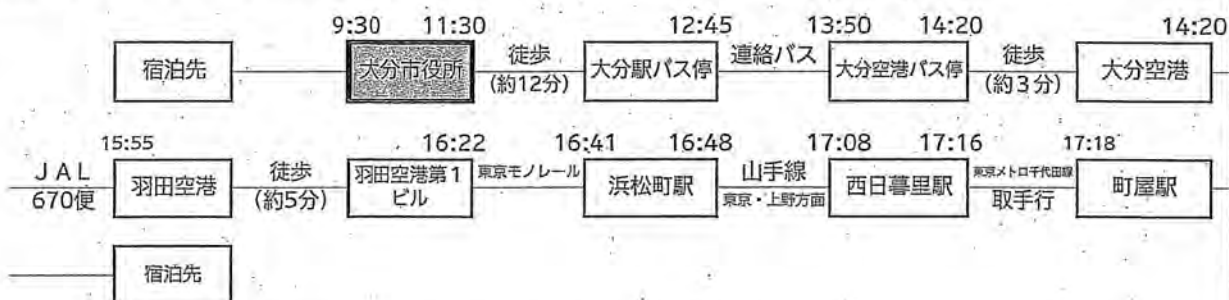 9:30 11:30 12:45 13:50 14:20 14:20
宿泊先 大分市役所 徒歩 (約12分) 大分駅バス停 連絡バス 大分空港バス停 徒歩 (約3分) 大分空港
15:55 16:22 16:41 16:48 17:08 17:16 17:18
JAL 670便 羽田空港 徒歩 (約5分) 羽田空港第1ビル 東京モノレール 浜松町駅 山手線 東京・上野方面 西日暮里駅 東京メトロ千代田線 取手行 町屋駅
宿泊先